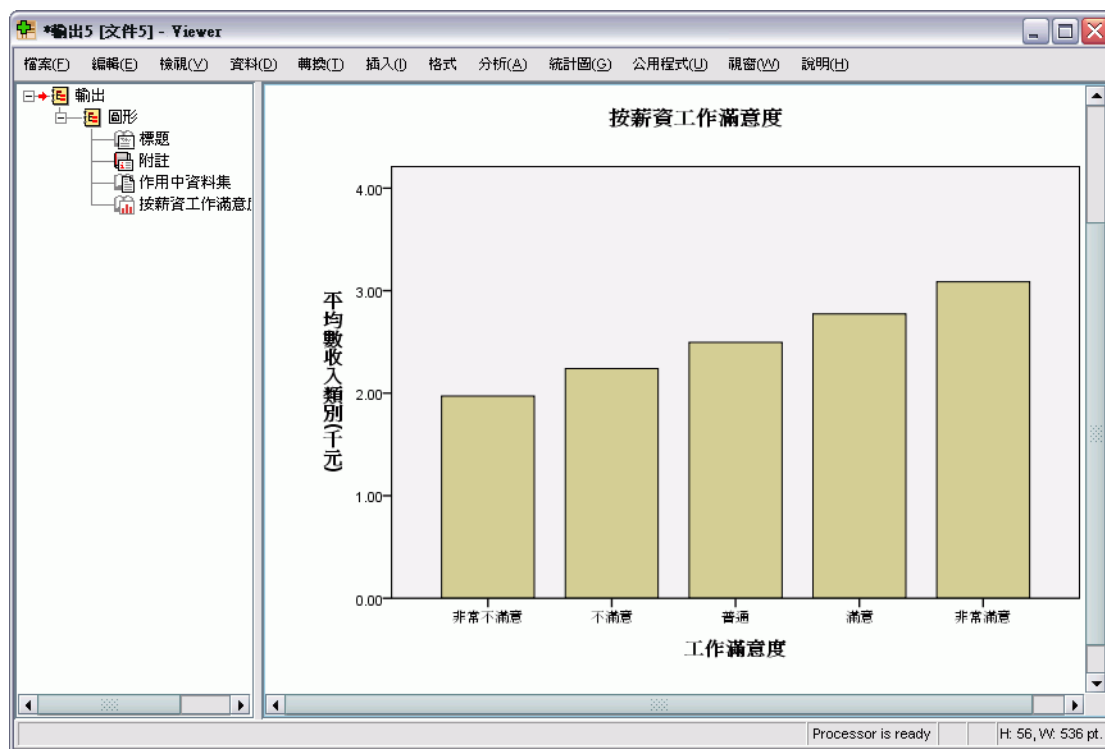 *輸出5 [文件5] - Viewer
檔案(F) 編輯(E) 檢視(V) 資料(D) 轉換(T) 插入(I) 格式 分析(A) 統計圖(G) 公用程式(U) 視窗(W) 說明(H)
輸出
圖形
標題
附註
作用中資料集
按薪資工作滿意度
按薪資工作滿意度
平均數收入類別(千元)
4.00
3.00
2.00
1.00
0.00
非常不滿意 不滿意 普通 滿意 非常滿意
工作滿意度
Processor is ready H: 56, W: 536 pt.